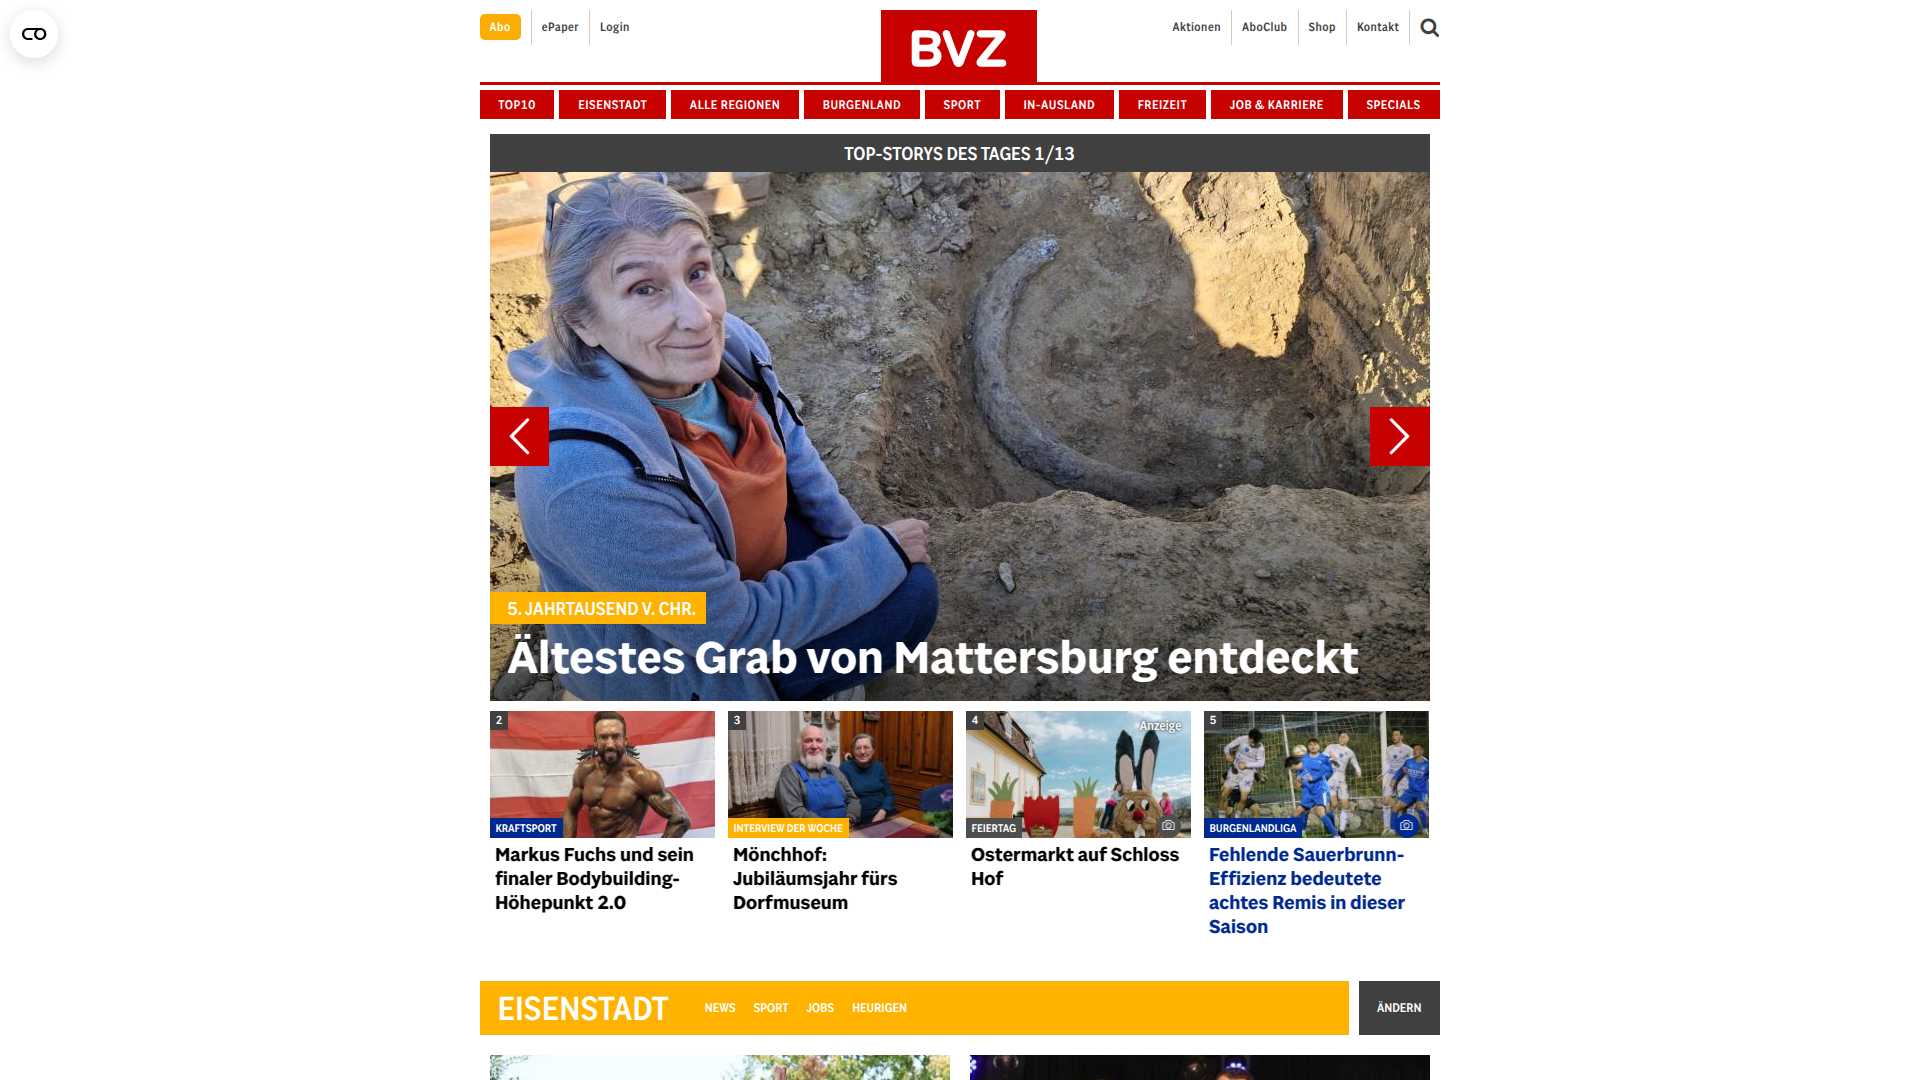 Abo
ePaper
Login
BVZ
Aktionen
AboClub
Shop
Kontakt
TOP10
EISENSTADT
ALLE REGIONEN
BURGENLAND
SPORT
IN-AUSLAND
FREIZEIT
JOB & KARRIERE
SPECIALS
TOP-STORYS DES TAGES 1/13
5. JAHRTAUSEND V. CHR.
Ältestes Grab von Mattersburg entdeckt
2
KRAFTSPORT
Markus Fuchs und sein
finaler Bodybuilding-
Höhepunkt 2.0
3
INTERVIEW DER WOCHE
Mönchhof:
Jubiläumsjahr fürs
Dorfmuseum
4
Anzeige
FEIERTAG
Ostermarkt auf Schloss
Hof
5
BURGENLANDLIGA
Fehlende Sauerbrunn-
Effizienz bedeutete
achtes Remis in dieser
Saison
EISENSTADT
NEWS
SPORT
JOBS
HEURIGEN
ÄNDERN